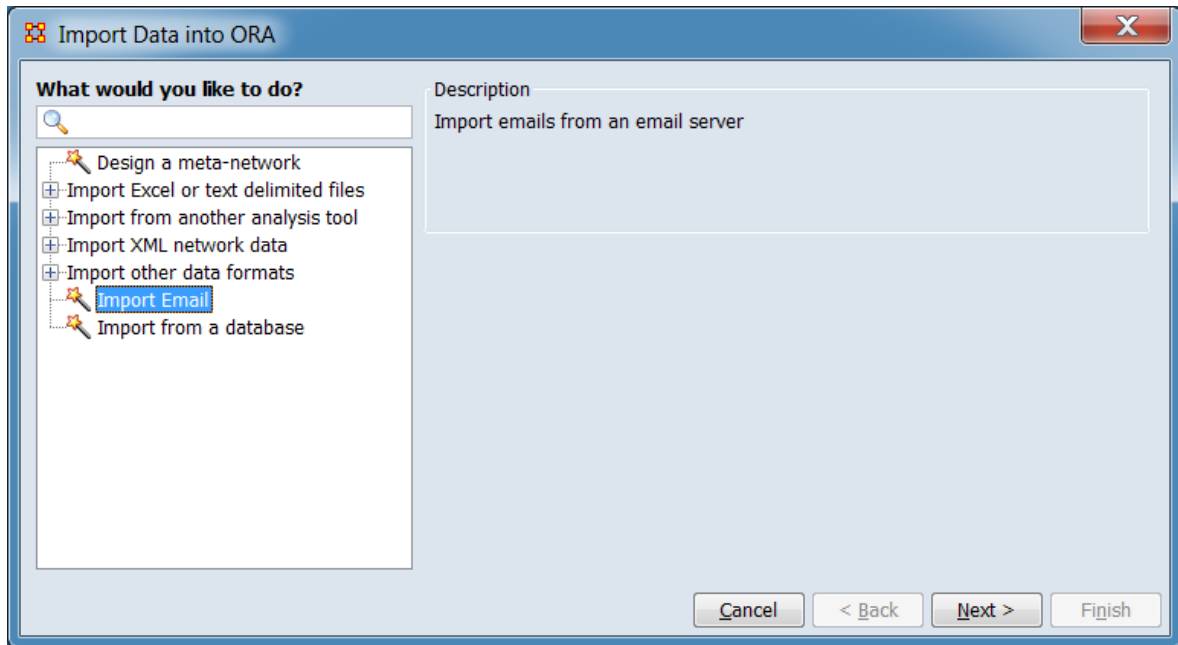 Import Data into ORA
What would you like to do?
Design a meta-network
Import Excel or text delimited files
Import from another analysis tool
Import XML network data
Import other data formats
Import Email
Import from a database
Description
Import emails from an email server
Cancel
< Back
Next >
Finish